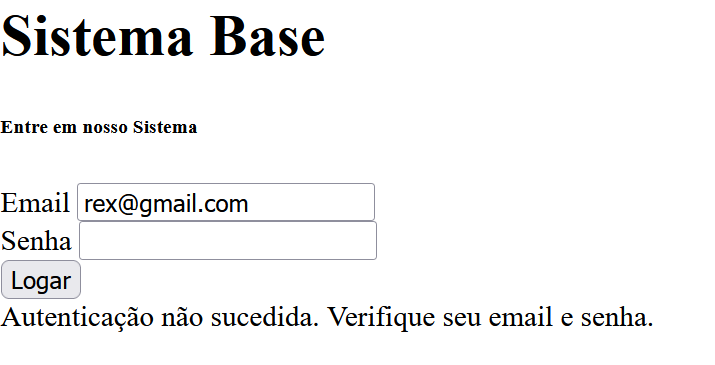 Sistema Base
Entre em nosso Sistema
Email rex@gmail.com
Senha
Logar
Autenticação não sucedida. Verifique seu email e senha.